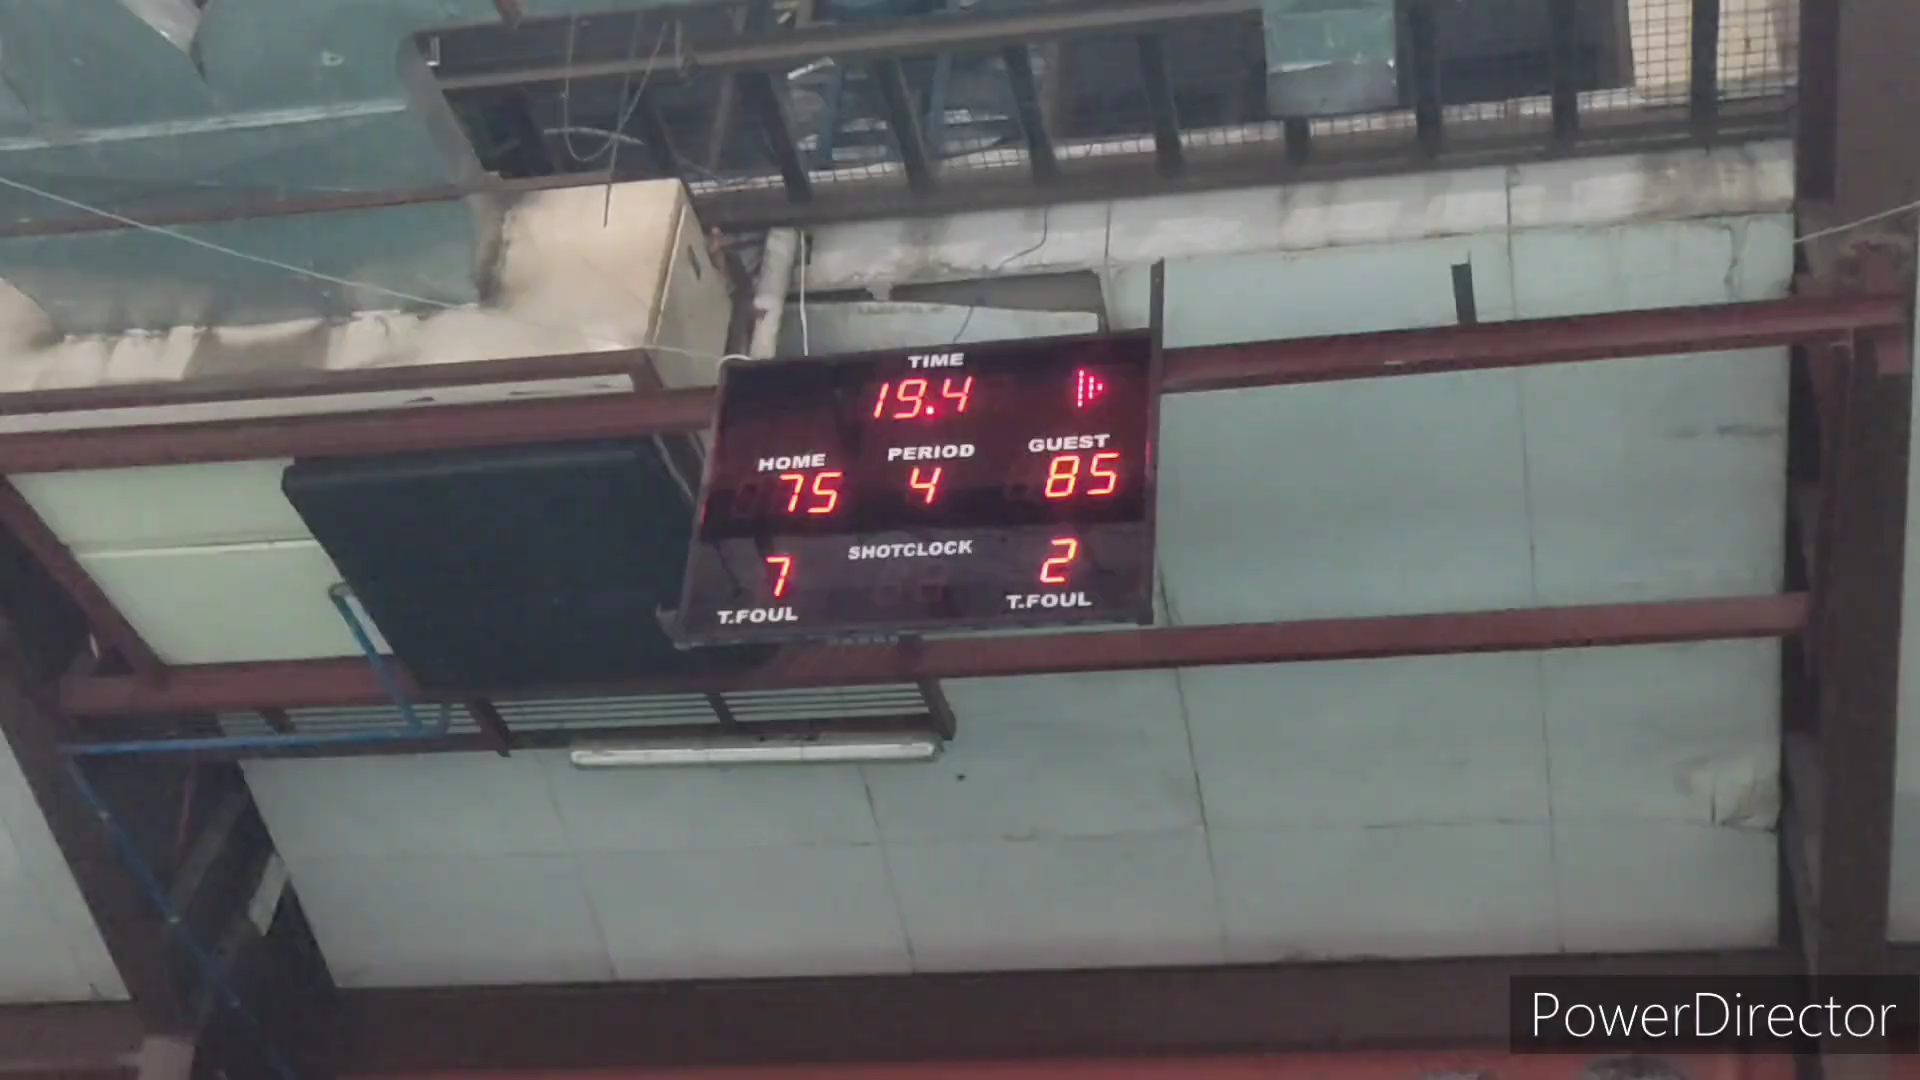 TIME
19.4
HOME PERIOD GUEST
75 4 85
SHOTCLOCK
7 2
T.FOUL T.FOUL
PowerDirector